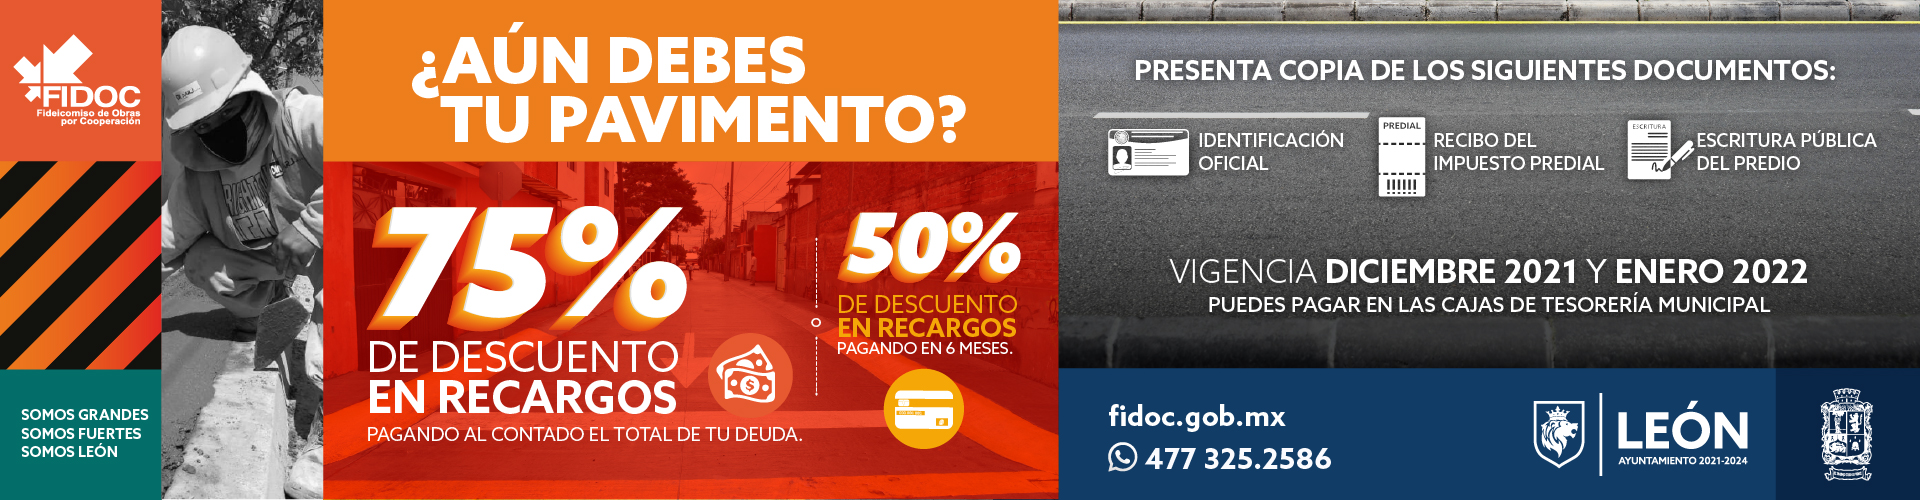 FIDOC
Fideicomiso de Obras
por Cooperación
SOMOS GRANDES
SOMOS FUERTES
SOMOS LEÓN
¿AÚN DEBES
TU PAVIMENTO?
75%
DE DESCUENTO
EN RECARGOS
PAGANDO AL CONTADO EL TOTAL DE TU DEUDA.
50%
DE DESCUENTO
EN RECARGOS
PAGANDO EN 6 MESES.
PRESENTA COPIA DE LOS SIGUIENTES DOCUMENTOS:
IDENTIFICACIÓN
OFICIAL
PREDIAL
RECIBO DEL
IMPUESTO PREDIAL
ESCRITURA
ESCRITURA PÚBLICA
DEL PREDIO
VIGENCIA DICIEMBRE 2021 Y ENERO 2022
PUEDES PAGAR EN LAS CAJAS DE TESORERÍA MUNICIPAL
fidoc.gob.mx
477 325.2586
LEÓN
AYUNTAMIENTO 2021-2024